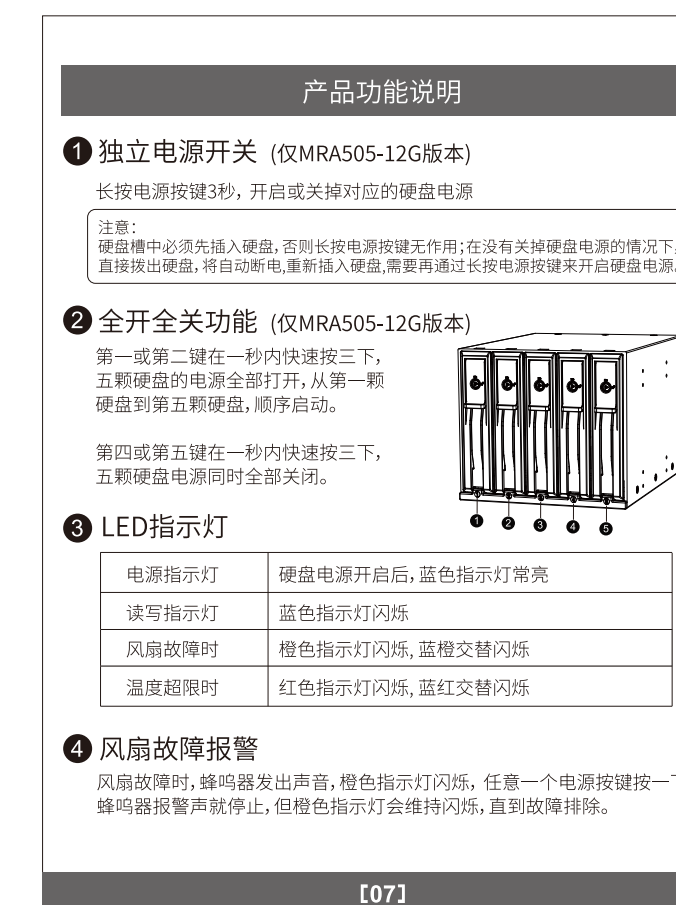 产品功能说明
1 独立电源开关 (仅MRA505-12G版本)
长按电源按键3秒, 开启或关掉对应的硬盘电源
注意:
硬盘槽中必须先插入硬盘, 否则长按电源按键无作用; 在没有关掉硬盘电源的情况下,
直接拨出硬盘, 将自动断电,重新插入硬盘,需要再通过长按电源按键来开启硬盘电源.
2 全开全关功能 (仅MRA505-12G版本)
第一或第二键在一秒内快速按三下,
五颗硬盘的电源全部打开, 从第一颗
硬盘到第五颗硬盘, 顺序启动。
第四或第五键在一秒内快速按三下,
五颗硬盘电源同时全部关闭。
1 2 3 4 5
3 LED指示灯
电源指示灯 硬盘电源开启后, 蓝色指示灯常亮
读写指示灯 蓝色指示灯闪烁
风扇故障时 橙色指示灯闪烁, 蓝橙交替闪烁
温度超限时 红色指示灯闪烁, 蓝红交替闪烁
4 风扇故障报警
风扇故障时, 蜂鸣器发出声音, 橙色指示灯闪烁, 任意一个电源按键按一下
蜂鸣器报警声就停止, 但橙色指示灯会维持闪烁, 直到故障排除。
[07]